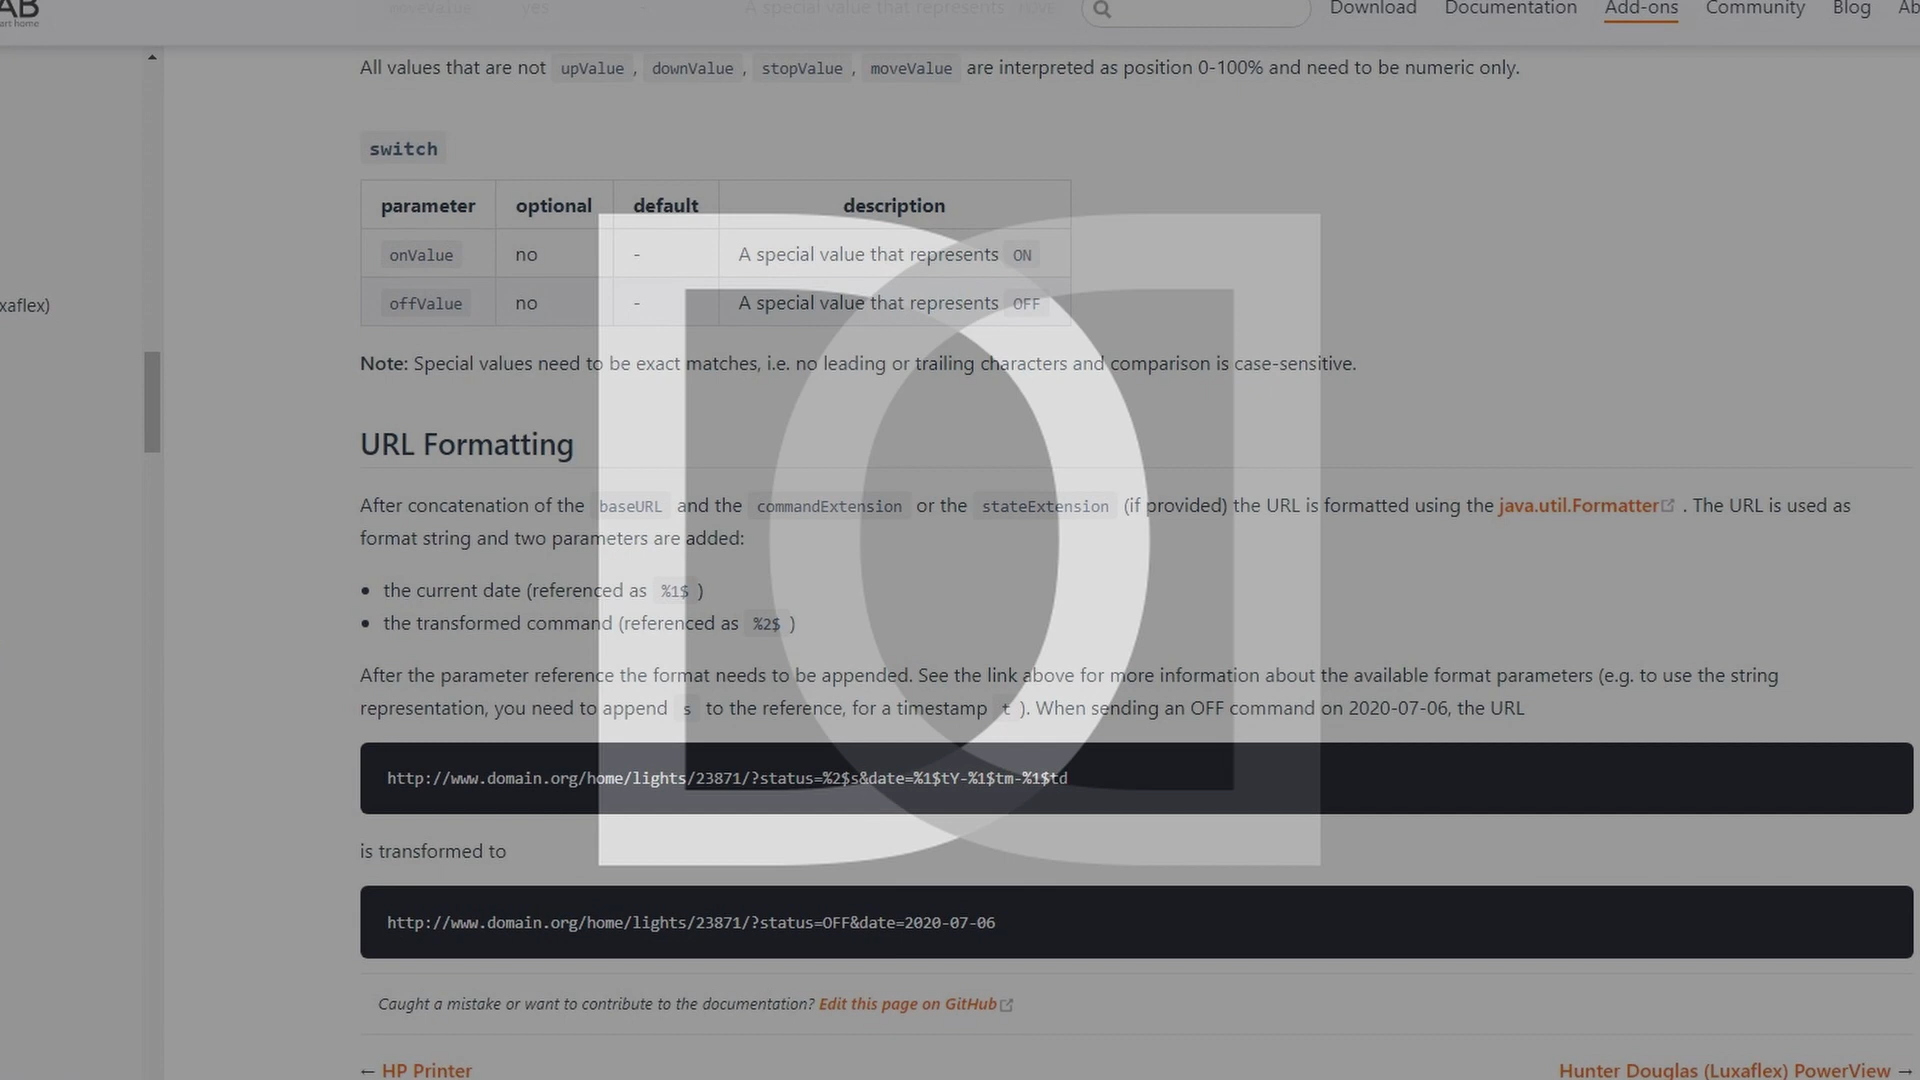 AB
art home
moveValue yes - A special value that represents MOVE
Download Documentation Add-ons Community Blog Ab
All values that are not upValue , downValue , stopValue , moveValue are interpreted as position 0-100% and need to be numeric only.
switch
parameter optional default description
onValue no - A special value that represents ON
offValue no - A special value that represents OFF
xaflex)
Note: Special values need to be exact matches, i.e. no leading or trailing characters and comparison is case-sensitive.
URL Formatting
After concatenation of the baseURL and the commandExtension or the stateExtension (if provided) the URL is formatted using the java.util.Formatter . The URL is used as
format string and two parameters are added:
• the current date (referenced as %1$ )
• the transformed command (referenced as %2$ )
After the parameter reference the format needs to be appended. See the link above for more information about the available format parameters (e.g. to use the string
representation, you need to append s to the reference, for a timestamp t ). When sending an OFF command on 2020-07-06, the URL
http://www.domain.org/home/lights/23871/?status=%2$s&date=%1$tY-%1$tm-%1$td
is transformed to
http://www.domain.org/home/lights/23871/?status=OFF&date=2020-07-06
Caught a mistake or want to contribute to the documentation? Edit this page on GitHub
← HP Printer
Hunter Douglas (Luxaflex) PowerView →